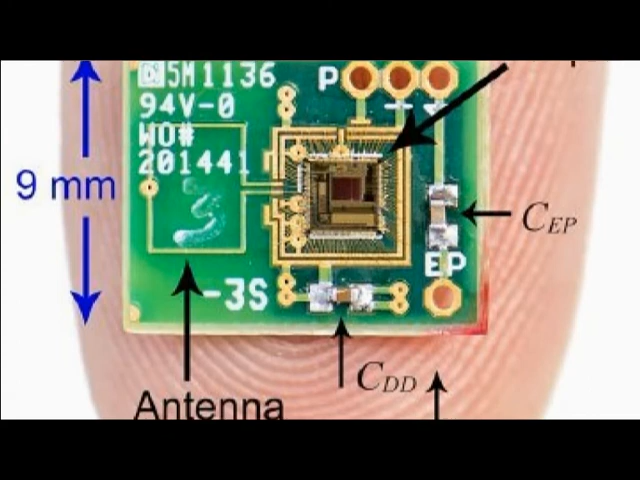 5M1136
94V-0
WO#
201441
P
+
9 mm
C_EP
EP
-3S
C_DD
Antenna